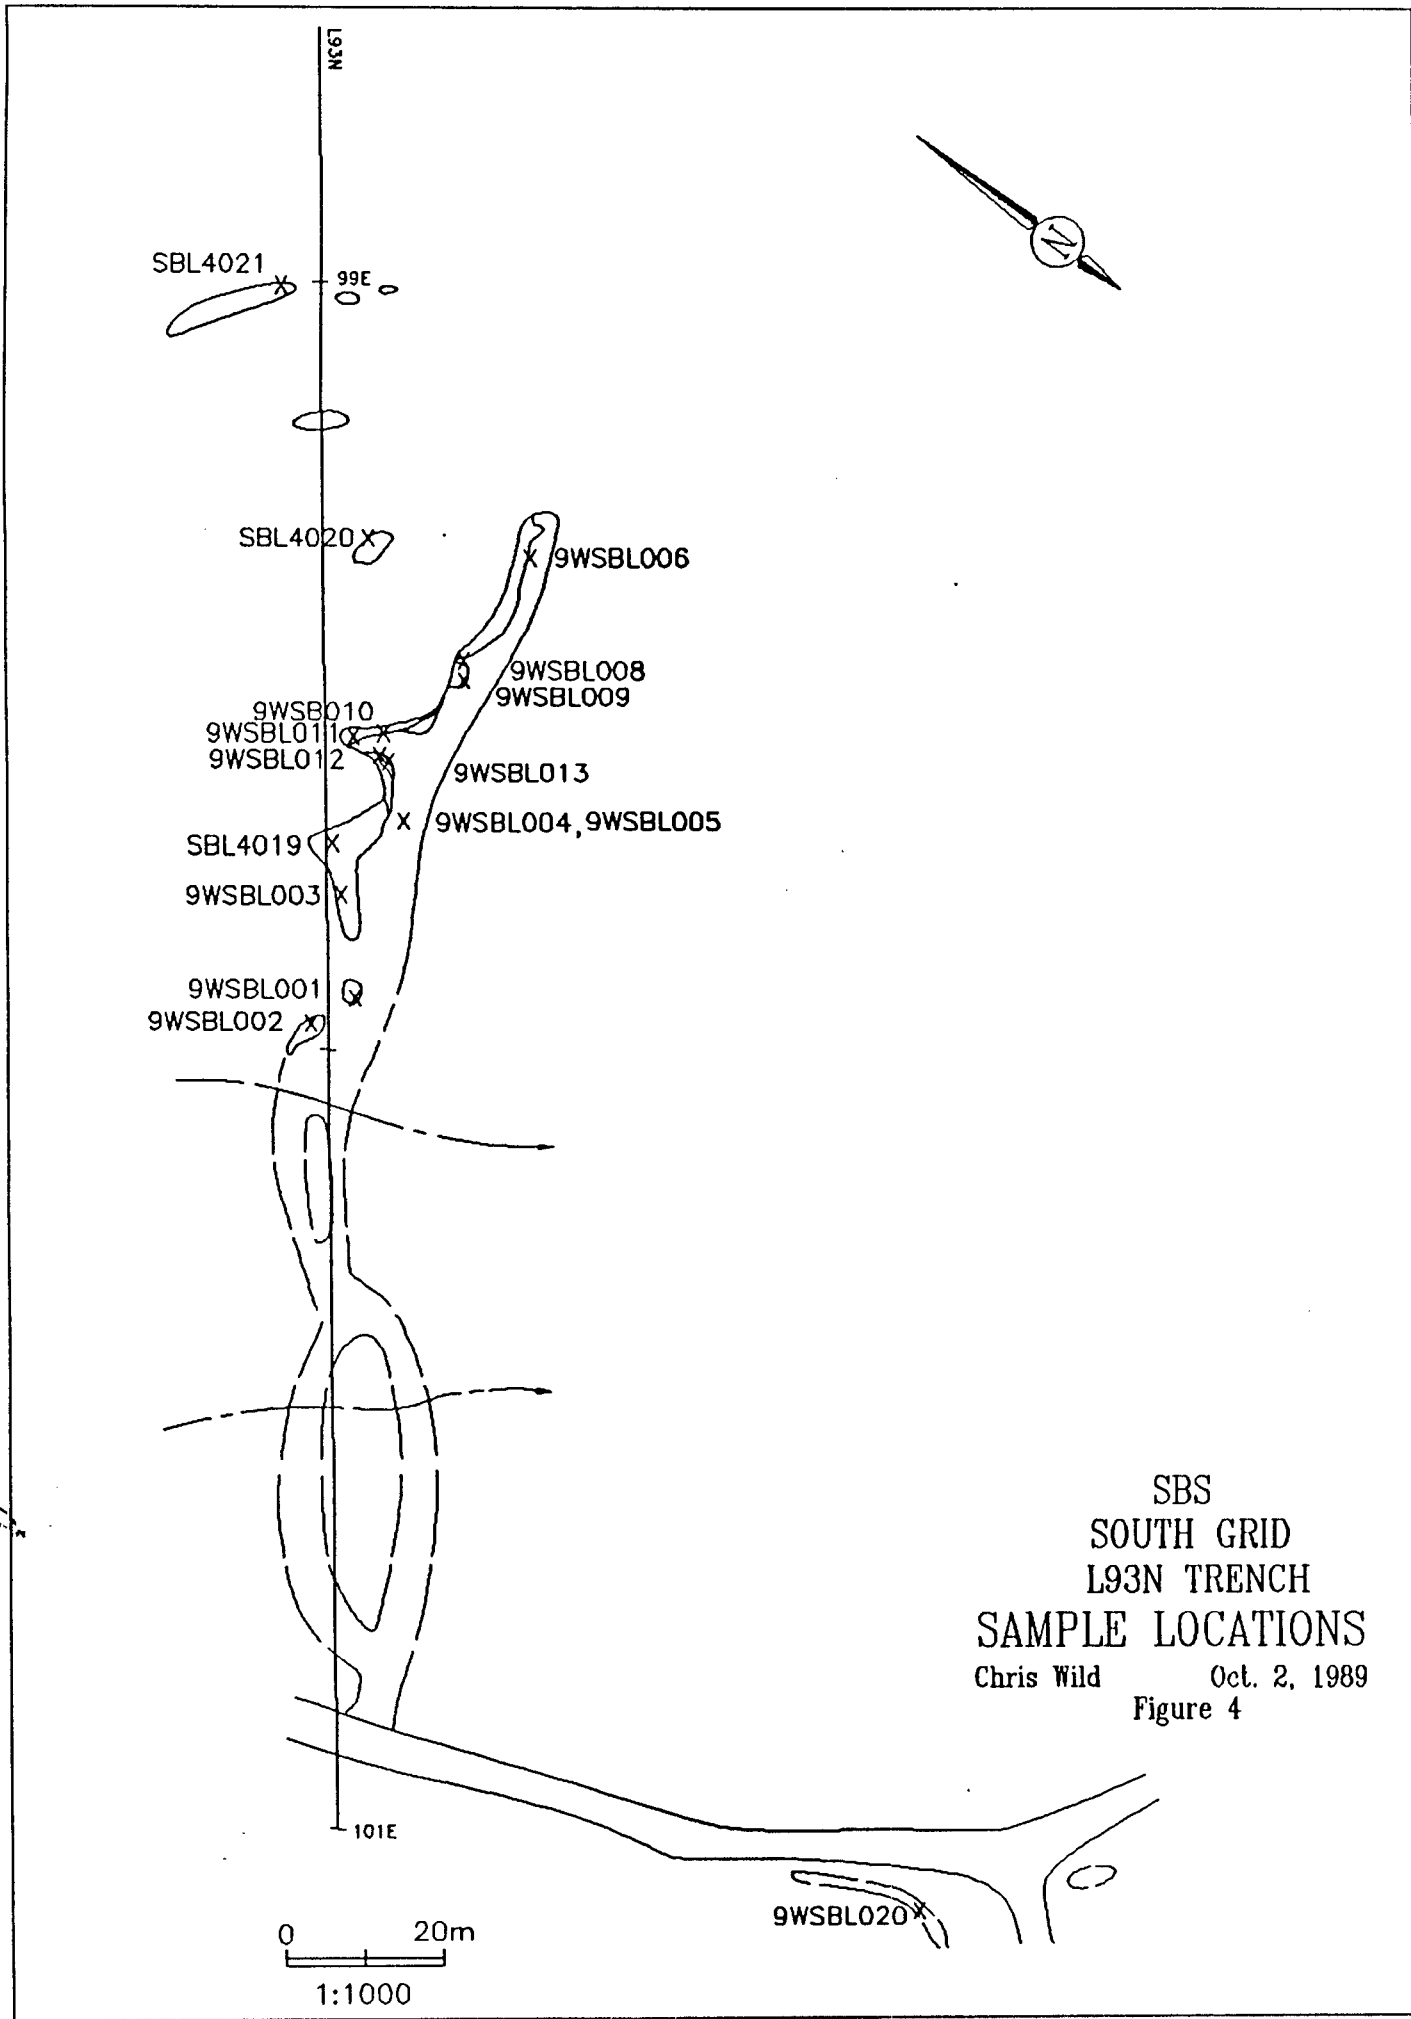 L93N
N
SBL4021
99E
SBL4020
9WSBL006
9WSBL008
9WSBL009
9WSB010
9WSBL011
9WSBL012
9WSBL013
9WSBL004,9WSBL005
SBL4019
9WSBL003
9WSBL001
9WSBL002
SBS
SOUTH GRID
L93N TRENCH
SAMPLE LOCATIONS
Chris Wild Oct. 2, 1989
Figure 4
101E
9WSBL020
0 20m
1:1000